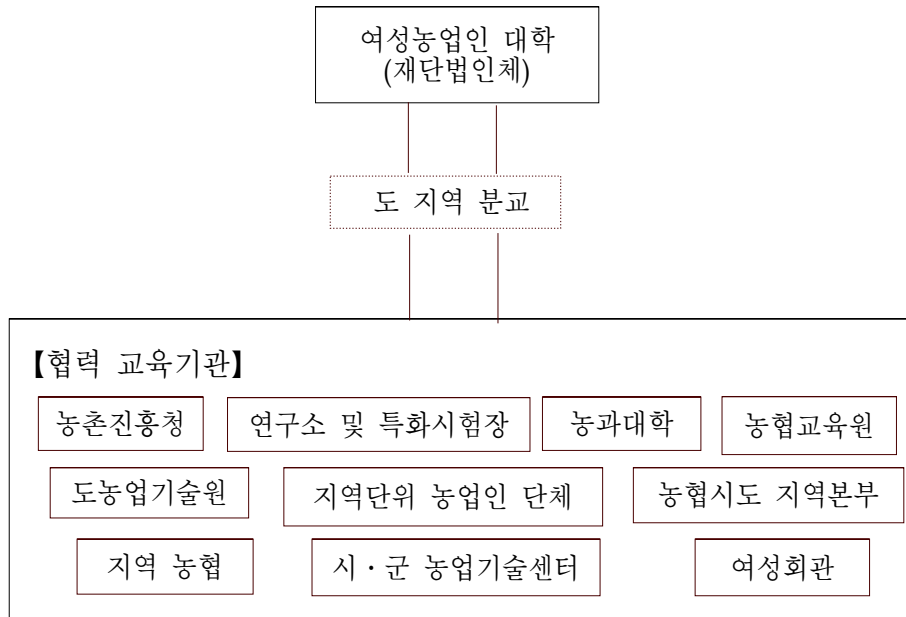 여성농업인 대학
(재단법인체)
도 지역 분교
【협력 교육기관】
농촌진흥청 연구소 및 특화시험장 농과대학 농협교육원
도농업기술원 지역단위 농업인 단체 농협시도 지역본부
지역 농협 시·군 농업기술센터 여성회관